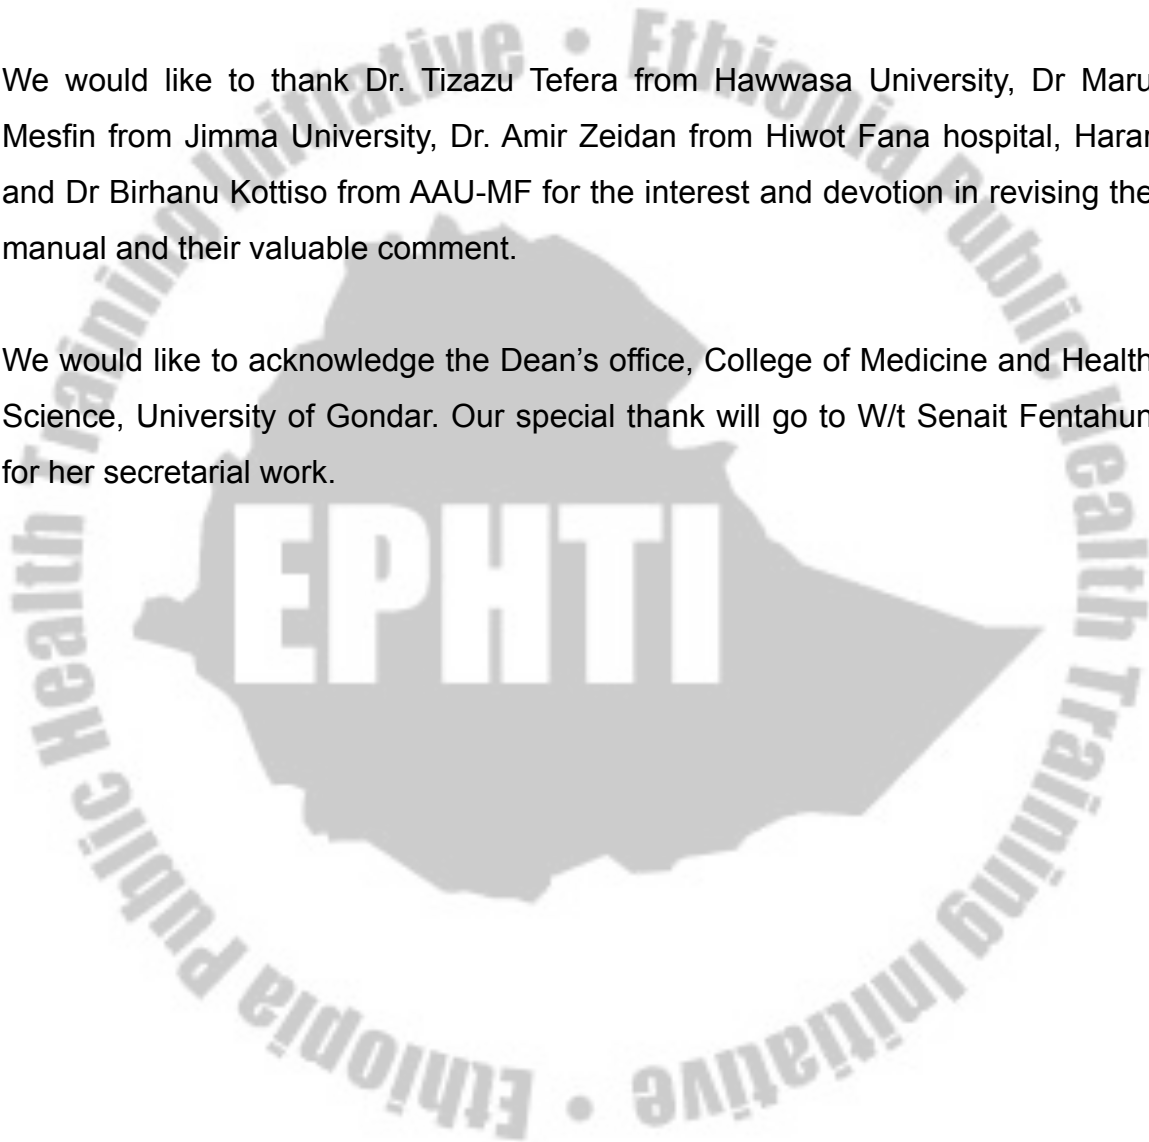 We would like to thank Dr. Tizazu Tefera from Hawwasa University, Dr Maru
Mesfin from Jimma University, Dr. Amir Zeidan from Hiwot Fana hospital, Harar
and Dr Birhanu Kottiso from AAU-MF for the interest and devotion in revising the
manual and their valuable comment.
We would like to acknowledge the Dean’s office, College of Medicine and Health
Science, University of Gondar. Our special thank will go to W/t Senait Fentahun
for her secretarial work.
EPHTI
Ethiopia Public Health Training Initiative • Ethiopia Public Health Training Initiative •